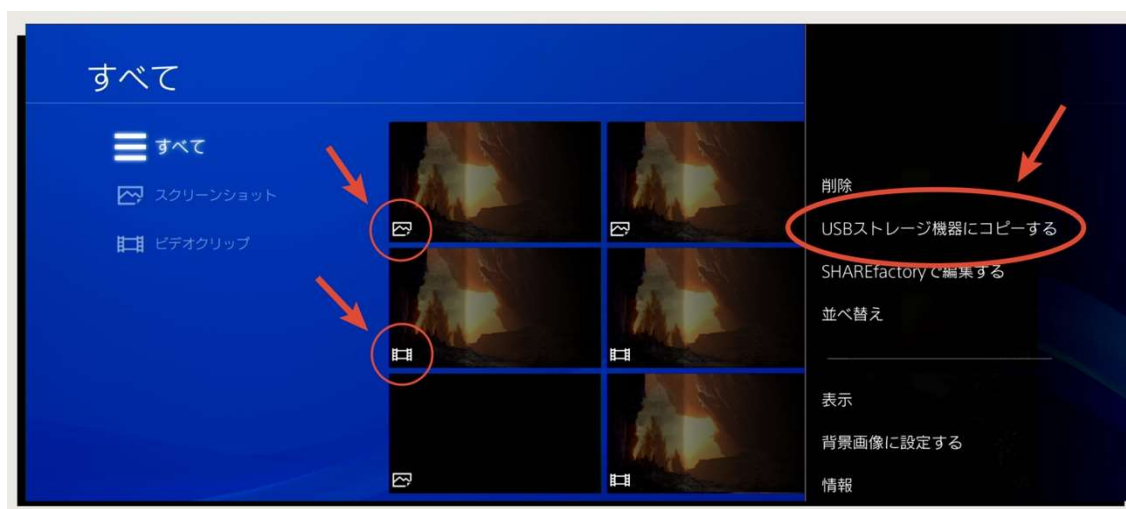 すべて
すべて
スクリーンショット
ビデオクリップ
削除
USBストレージ機器にコピーする
SHAREfactoryで編集する
並べ替え
表示
背景画像に設定する
情報